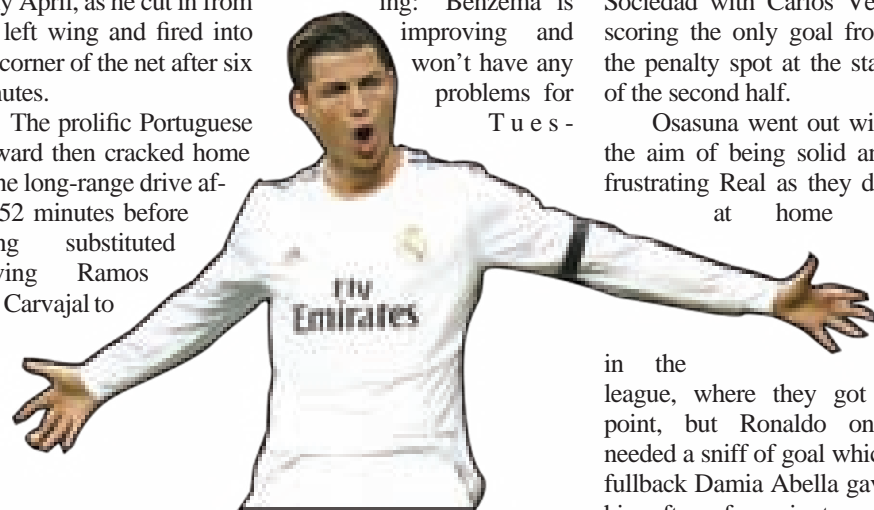 y April, as he cut in from
left wing and fired into
corner of the net after six
nutes.
The prolific Portuguese
ward then cracked home
ne long-range drive af-
52 minutes before
ng substituted
ving Ramos
Carvajal to
ing: "Benzema is
improving and
won't have any
problems for
Tues-
Fly
Emirates
Sociedad with Carlos Ve
scoring the only goal fro
the penalty spot at the sta
of the second half.
Osasuna went out wi
the aim of being solid an
frustrating Real as they d
at home
in the
league, where they got
point, but Ronaldo on
needed a sniff of goal whic
fullback Damia Abella gav